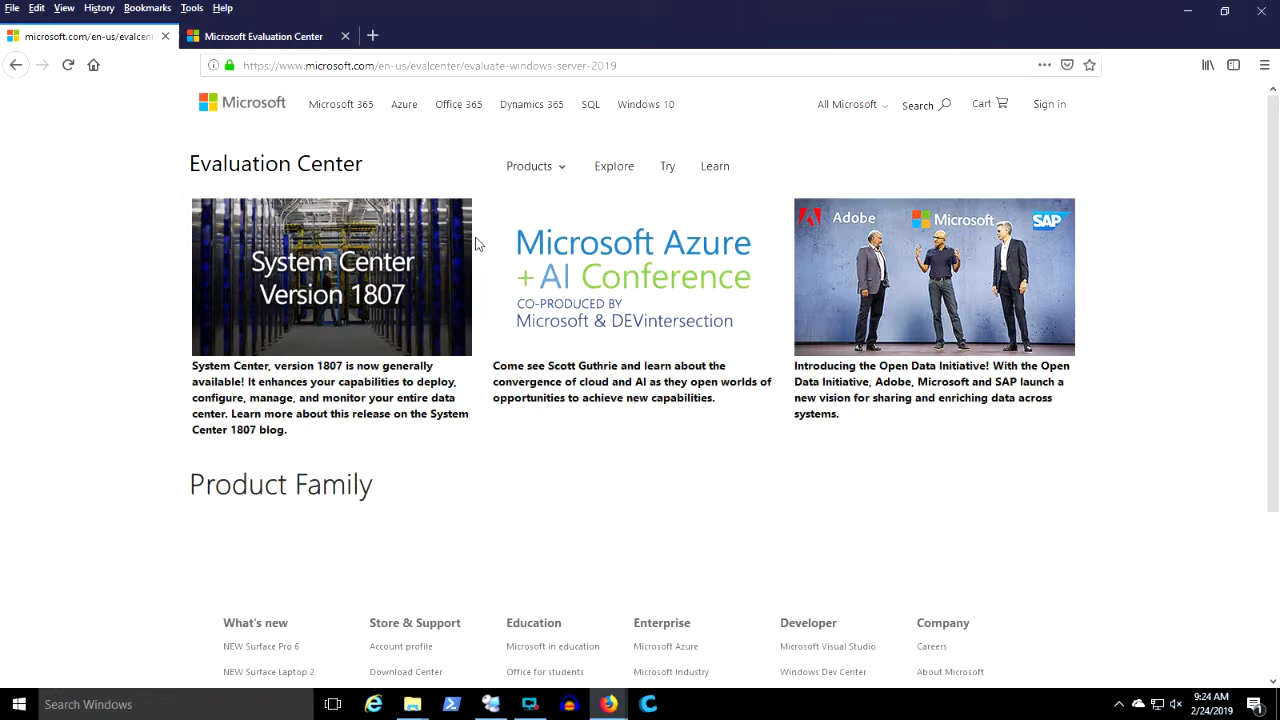 File Edit View History Bookmarks Tools Help
microsoft.com/en-us/evalcent
Microsoft Evaluation Center
https://www.microsoft.com/en-us/evalcenter/evaluate-windows-server-2019
Microsoft
Microsoft 365
Azure
Office 365
Dynamics 365
SQL
Windows 10
All Microsoft
Search
Cart
Sign in
Evaluation Center
Products
Explore
Try
Learn
System Center
Version 1807
Microsoft Azure
+ AI Conference
CO-PRODUCED BY
Microsoft & DEVintersection
Adobe
Microsoft
SAP
System Center, version 1807 is now generally
available! It enhances your capabilities to deploy,
configure, manage, and monitor your entire data
center. Learn more about this release on the System
Center 1807 blog.
Come see Scott Guthrie and learn about the
convergence of cloud and AI as they open worlds of
opportunities to achieve new capabilities.
Introducing the Open Data Initiative! With the Open
Data Initiative, Adobe, Microsoft and SAP launch a
new vision for sharing and enriching data across
systems.
Product Family
What's new
Store & Support
Education
Enterprise
Developer
Company
NEW Surface Pro 6
Account profile
Microsoft in education
Microsoft Azure
Microsoft Visual Studio
Careers
NEW Surface Laptop 2
Download Center
Office for students
Microsoft Industry
Windows Dev Center
About Microsoft
Search Windows
9:24 AM
2/24/2019
1